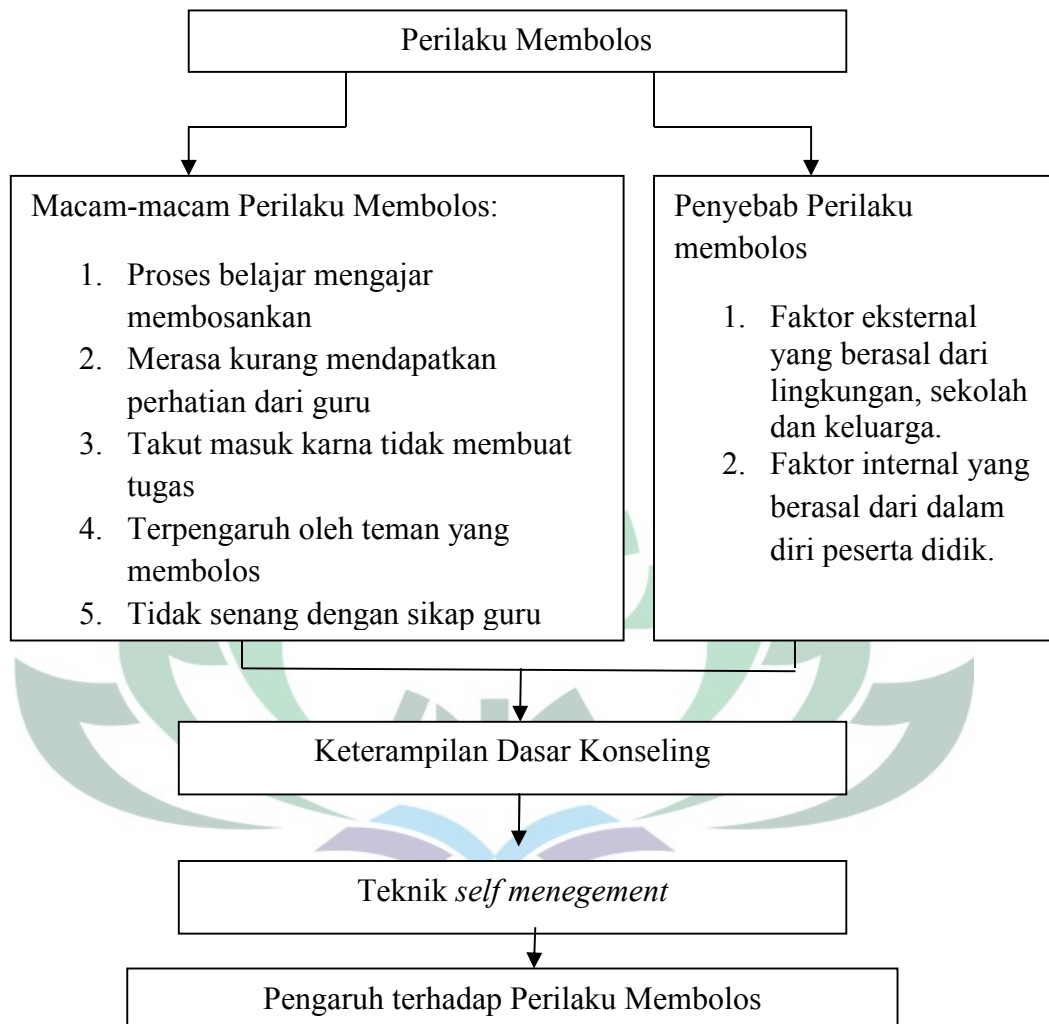 Perilaku Membolos
Macam-macam Perilaku Membolos:
1. Proses belajar mengajar
membosankan
2. Merasa kurang mendapatkan
perhatian dari guru
3. Takut masuk karna tidak membuat
tugas
4. Terpengaruh oleh teman yang
membolos
5. Tidak senang dengan sikap guru
Penyebab Perilaku
membolos
1. Faktor eksternal
yang berasal dari
lingkungan, sekolah
dan keluarga.
2. Faktor internal yang
berasal dari dalam
diri peserta didik.
Keterampilan Dasar Konseling
Teknik self menegement
Pengaruh terhadap Perilaku Membolos